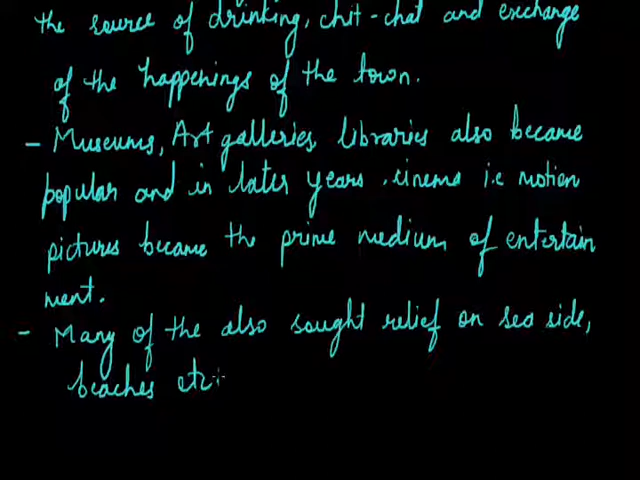 the source of drinking, chit-chat and exchange
of the happenings of the town.
- Museums, Art galleries, libraries also became
popular and in later years, cinema i.e motion
pictures became the prime medium of entertain
ment.
- Many of the also sought relief on sea side,
beaches etc.